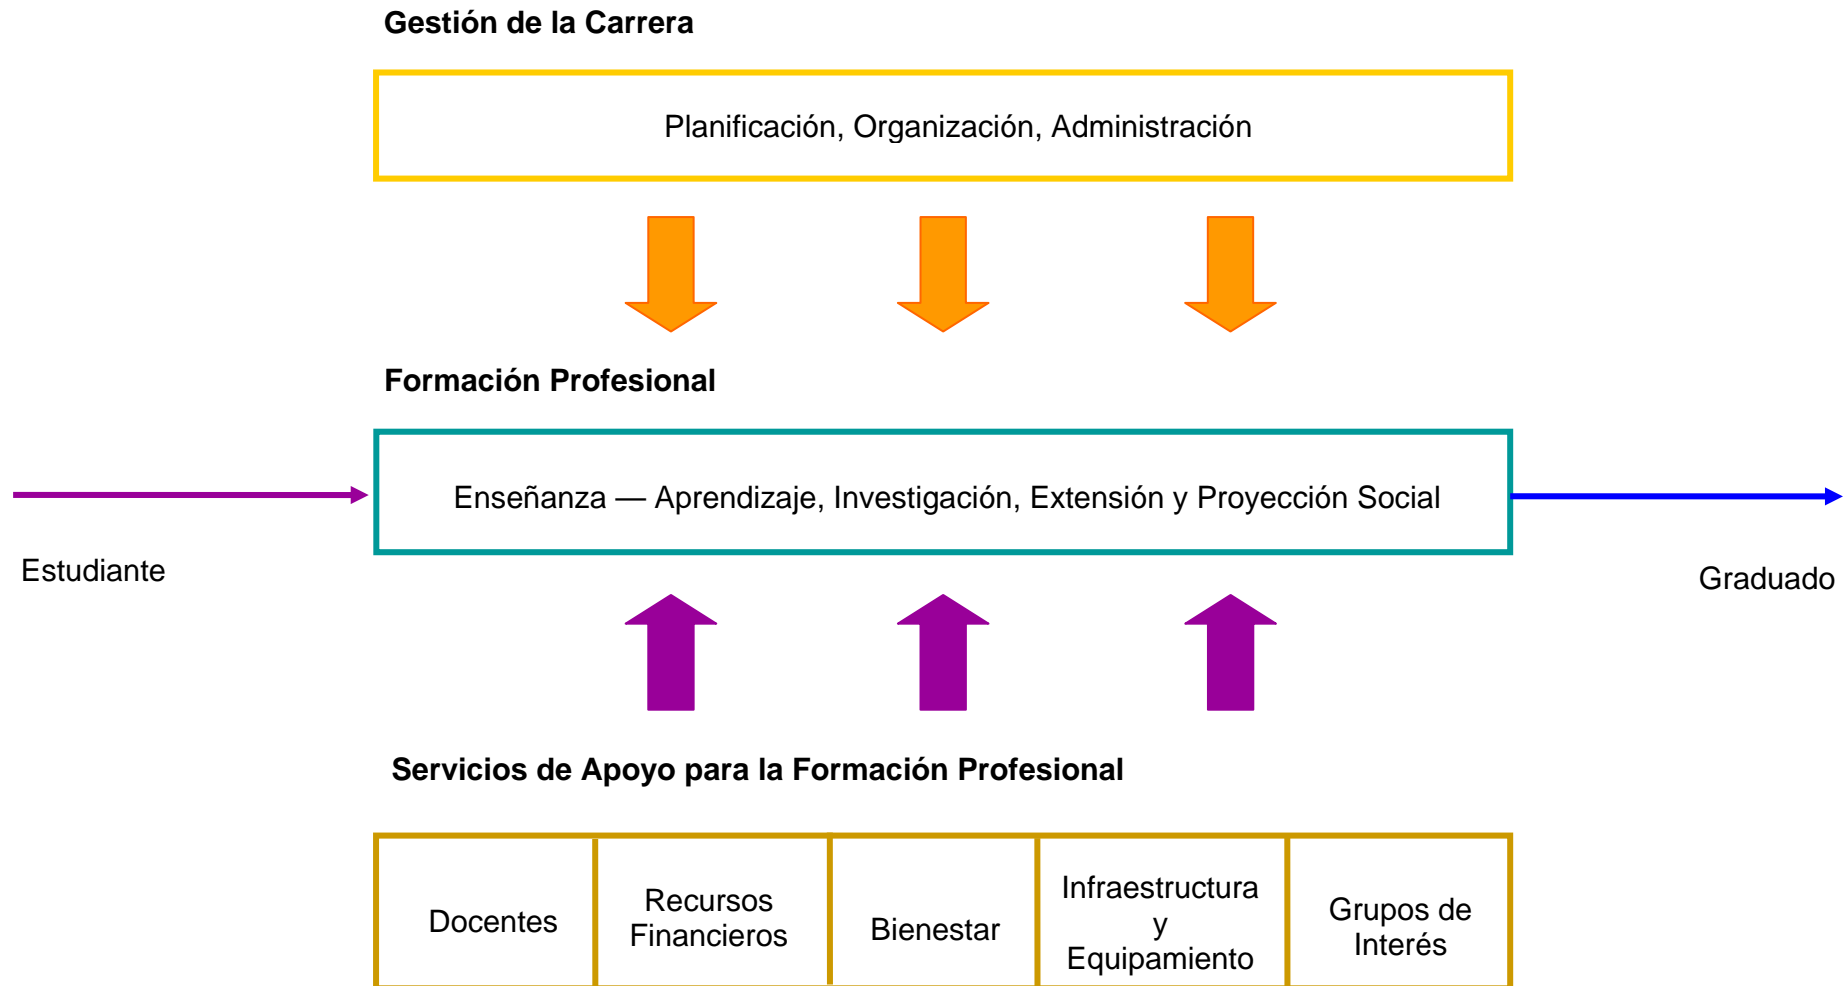 Gestión de la Carrera
Planificación, Organización, Administración
Formación Profesional
Enseñanza — Aprendizaje, Investigación, Extensión y Proyección Social
Estudiante
Graduado
Servicios de Apoyo para la Formación Profesional
Docentes
Recursos
Financieros
Bienestar
Infraestructura
y
Equipamiento
Grupos de
Interés